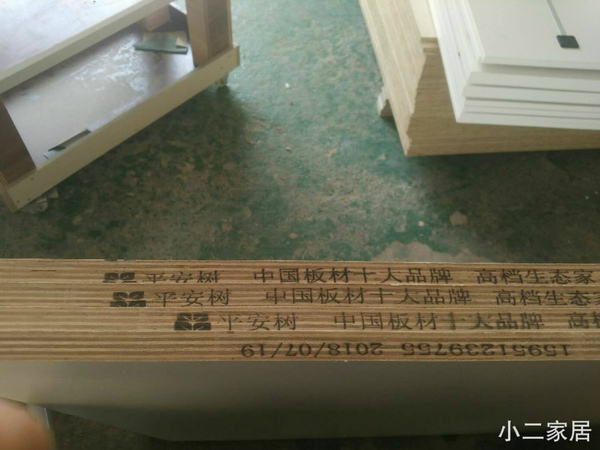 平安树 中国板材十大品牌 高档生态家
平安树 中国板材十大品牌 高档生态家
平安树 中国板材十大品牌 高档
15951239755 2018/07/19
小二家居